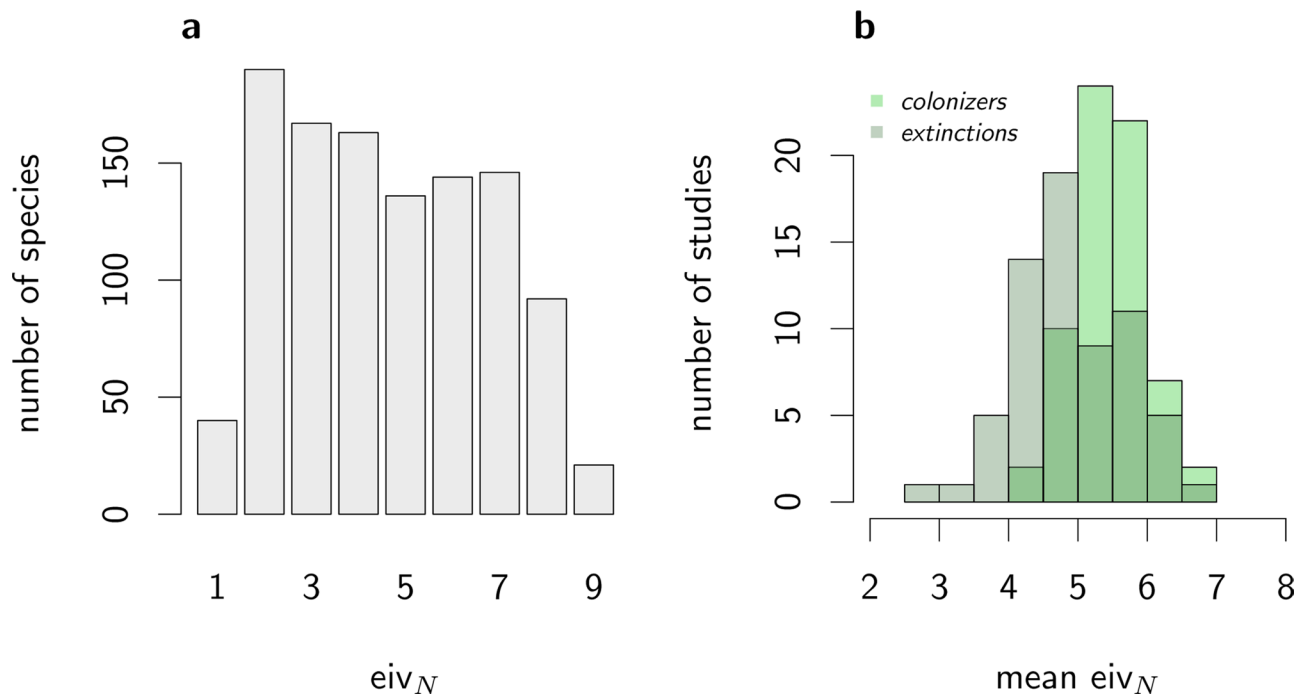 a
number of species
0
50
100
150
1 3 5 7 9
eiv_N
b
colonizers
extinctions
number of studies
0
5
10
15
20
2 3 4 5 6 7 8
mean eiv_N